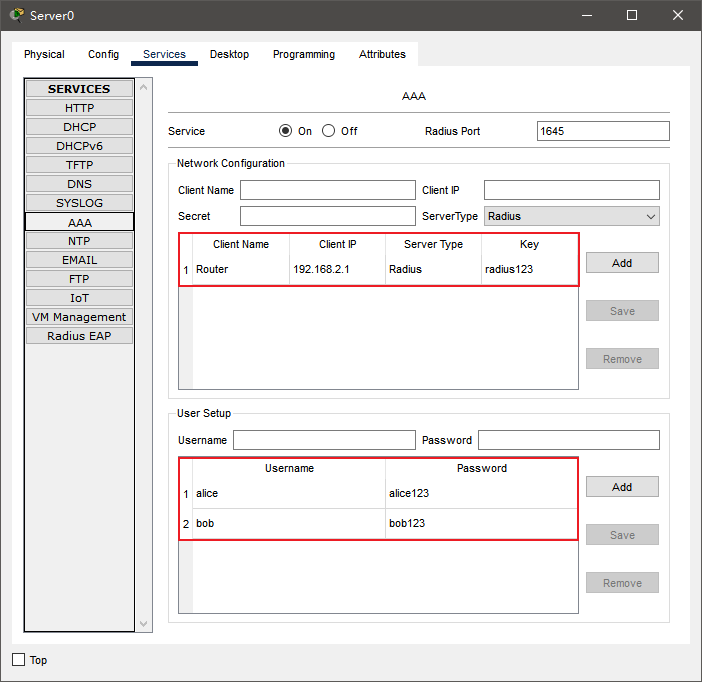 Server0
Physical Config Services Desktop Programming Attributes
SERVICES
HTTP
DHCP
DHCPv6
TFTP
DNS
SYSLOG
AAA
NTP
EMAIL
FTP
IoT
VM Management
Radius EAP
AAA
Service On Off Radius Port 1645
Network Configuration
Client Name Client IP
Secret ServerType Radius
Client Name Client IP Server Type Key
1 Router 192.168.2.1 Radius radius123
Add
Save
Remove
User Setup
Username Password
Username Password
1 alice alice123
2 bob bob123
Add
Save
Remove
Top